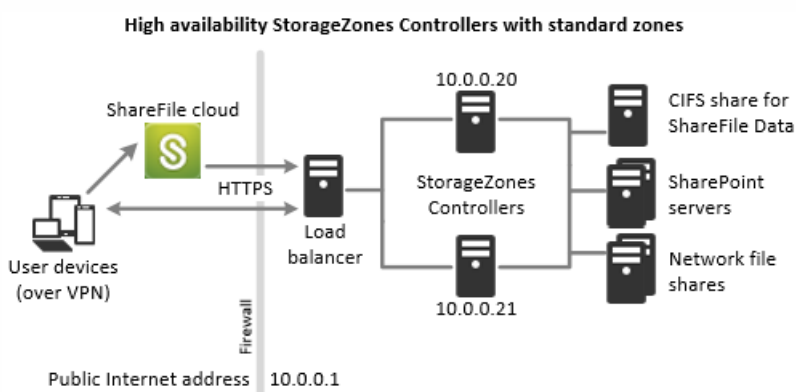 High availability StorageZones Controllers with standard zones
10.0.0.20
ShareFile cloud
CIFS share for
ShareFile Data
S
HTTPS
StorageZones
Controllers
SharePoint
servers
Load
balancer
User devices
(over VPN)
Network file
shares
10.0.0.21
Firewall
Public Internet address
10.0.0.1